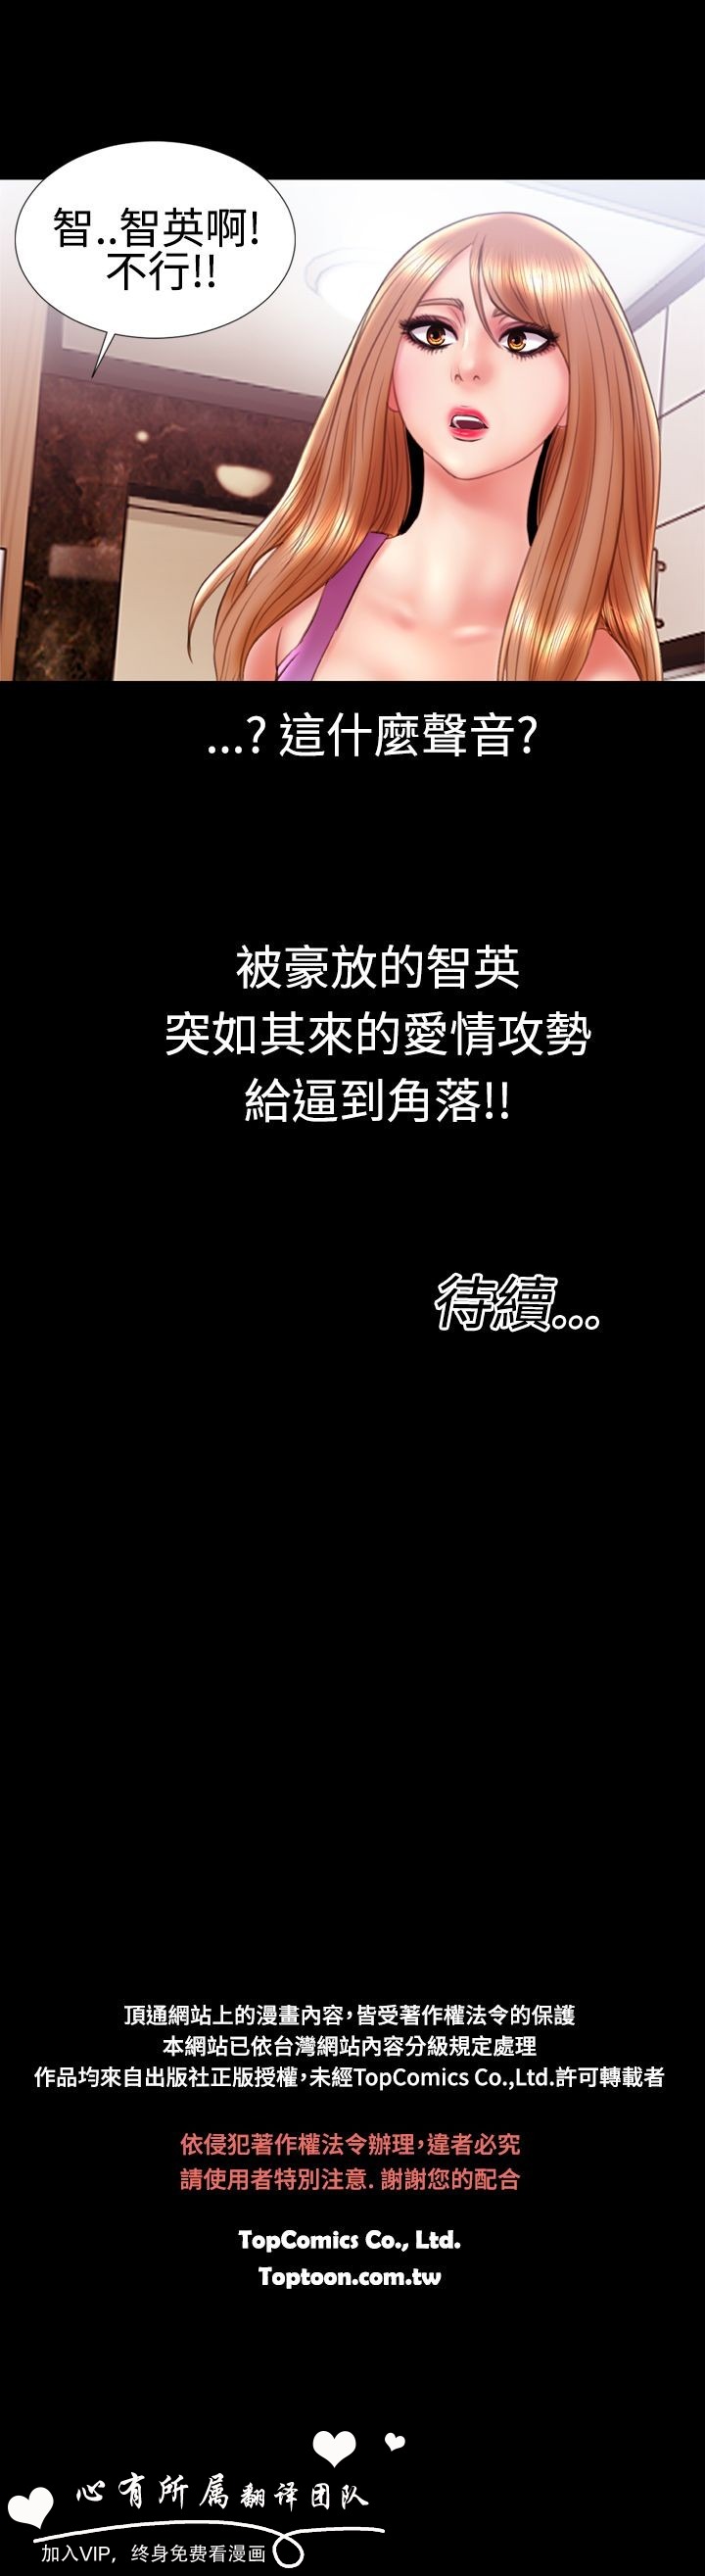 智..智英啊!
不行!!
...? 這什麼聲音?
被豪放的智英
突如其來的愛情攻勢
給逼到角落!!
待續...
頂通網站上的漫畫內容，皆受著作權法令的保護
本網站已依台灣網站內容分級規定處理
作品均來自出版社正版授權，未經TopComics Co.,Ltd.許可轉載者
依侵犯著作權法令辦理，違者必究
請使用者特別注意. 謝謝您的配合
TopComics Co., Ltd.
Toptoon.com.tw
心有所属翻译团队
加入VIP，终身免费看漫画